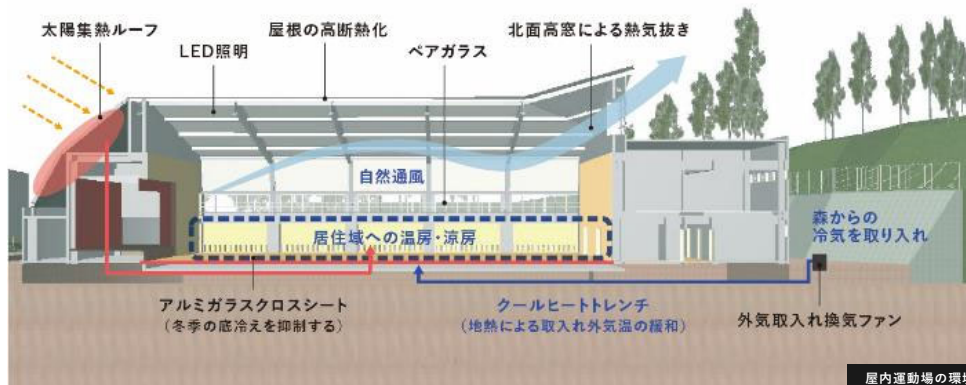 太陽集熱ルーフ
LED照明
屋根の高断熱化
ペアガラス
北面高窓による熱気抜き
自然通風
居住域への温房・涼房
森からの
冷気を取り入れ
アルミガラスクロスシート
（冬季の底冷えを抑制する）
クールヒートトレンチ
（地熱による取入れ外気温の緩和）
外気取入れ換気ファン
屋内運動場の環境